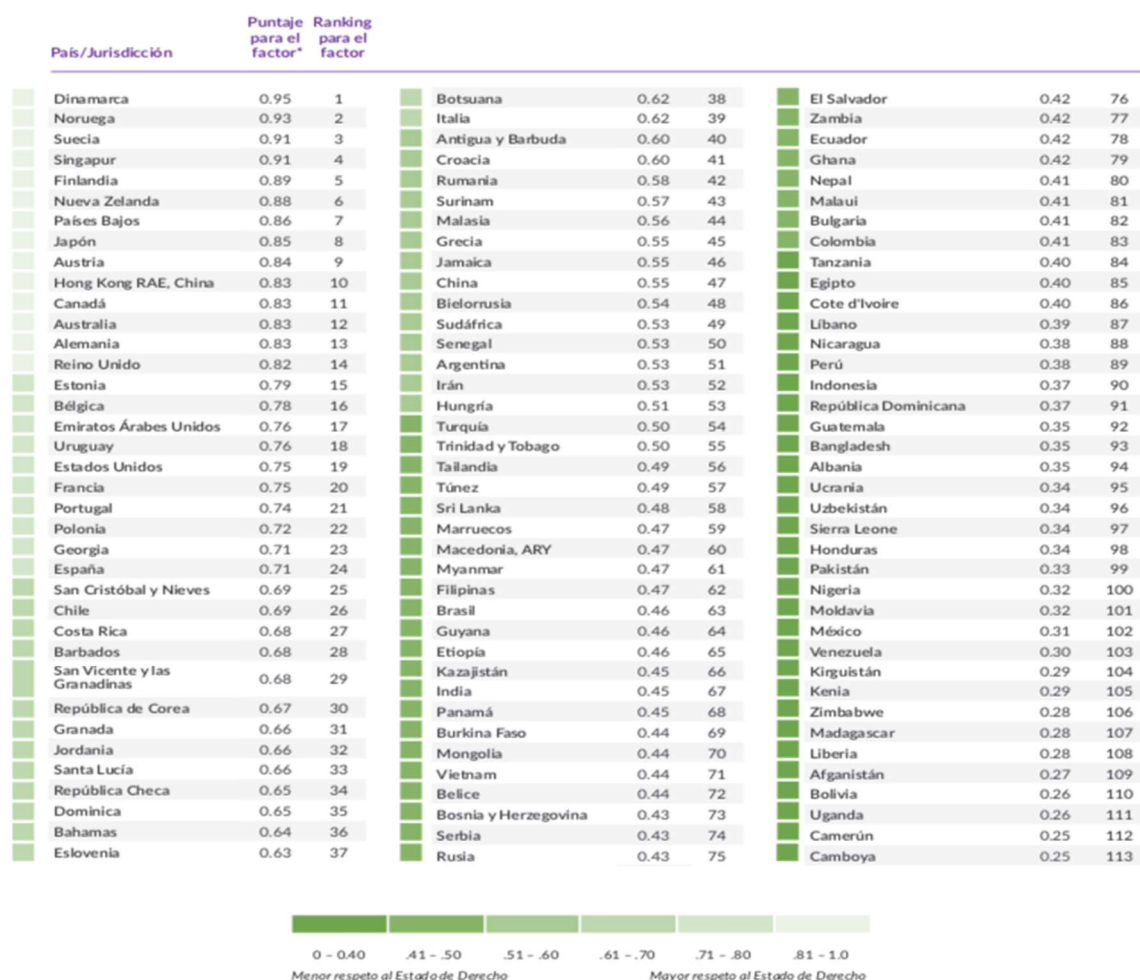 País/Jurisdicción Puntaje para el factor* Ranking para el factor
Dinamarca 0.95 1
Noruega 0.93 2
Suecia 0.91 3
Singapur 0.91 4
Finlandia 0.89 5
Nueva Zelanda 0.88 6
Países Bajos 0.86 7
Japón 0.85 8
Austria 0.84 9
Hong Kong RAE, China 0.83 10
Canadá 0.83 11
Australia 0.83 12
Alemania 0.83 13
Reino Unido 0.82 14
Estonia 0.79 15
Bélgica 0.78 16
Emiratos Árabes Unidos 0.76 17
Uruguay 0.76 18
Estados Unidos 0.75 19
Francia 0.75 20
Portugal 0.74 21
Polonia 0.72 22
Georgia 0.71 23
España 0.71 24
San Cristóbal y Nieves 0.69 25
Chile 0.69 26
Costa Rica 0.68 27
Barbados 0.68 28
San Vicente y las
Granadinas 0.68 29
República de Corea 0.67 30
Granada 0.66 31
Jordania 0.66 32
Santa Lucía 0.66 33
República Checa 0.65 34
Dominica 0.65 35
Bahamas 0.64 36
Eslovenia 0.63 37
Botsuana 0.62 38
Italia 0.62 39
Antigua y Barbuda 0.60 40
Croacia 0.60 41
Rumania 0.58 42
Surinam 0.57 43
Malasia 0.56 44
Grecia 0.55 45
Jamaica 0.55 46
China 0.55 47
Bielorrusia 0.54 48
Sudáfrica 0.53 49
Senegal 0.53 50
Argentina 0.53 51
Irán 0.53 52
Hungría 0.51 53
Turquía 0.50 54
Trinidad y Tobago 0.50 55
Tailandia 0.49 56
Túnez 0.49 57
Sri Lanka 0.48 58
Marruecos 0.47 59
Macedonia, ARY 0.47 60
Myanmar 0.47 61
Filipinas 0.47 62
Brasil 0.46 63
Guyana 0.46 64
Etiopía 0.46 65
Kazajistán 0.45 66
India 0.45 67
Panamá 0.45 68
Burkina Faso 0.44 69
Mongolia 0.44 70
Vietnam 0.44 71
Belice 0.44 72
Bosnia y Herzegovina 0.43 73
Serbia 0.43 74
Rusia 0.43 75
El Salvador 0.42 76
Zambia 0.42 77
Ecuador 0.42 78
Ghana 0.42 79
Nepal 0.41 80
Malaui 0.41 81
Bulgaria 0.41 82
Colombia 0.41 83
Tanzania 0.40 84
Egipto 0.40 85
Cote d'Ivoire 0.40 86
Líbano 0.39 87
Nicaragua 0.38 88
Perú 0.38 89
Indonesia 0.37 90
República Dominicana 0.37 91
Guatemala 0.35 92
Bangladesh 0.35 93
Albania 0.35 94
Ucrania 0.34 95
Uzbekistán 0.34 96
Sierra Leone 0.34 97
Honduras 0.34 98
Pakistán 0.33 99
Nigeria 0.32 100
Moldavia 0.32 101
México 0.31 102
Venezuela 0.30 103
Kirguistán 0.29 104
Kenia 0.29 105
Zimbabwe 0.28 106
Madagascar 0.28 107
Liberia 0.28 108
Afganistán 0.27 109
Bolivia 0.26 110
Uganda 0.26 111
Camerún 0.25 112
Camboya 0.25 113
0 – 0.40 .41 – .50 .51 – .60 .61 – .70 .71 – .80 .81 – 1.0
Menor respeto al Estado de Derecho Mayor respeto al Estado de Derecho